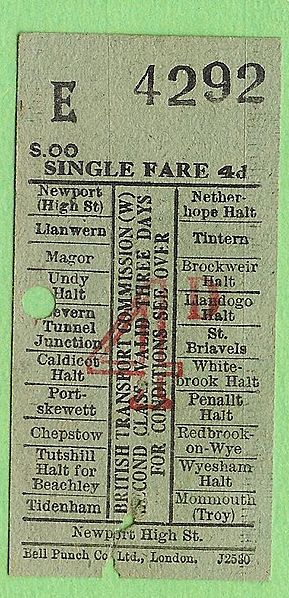 E 4292
S.00
SINGLE FARE 4d
Newport
(High St)
Llanwern
Magor
Undy
Halt
evern
Tunnel
Junction
Caldicot
Halt
Port-
skewett
Chepstow
Tutshill
Halt for
Beachley
Tidenham
BRITISH TRANSPORT COMMISSION (W)
SECOND CLASS VALID THREE DAYS
FOR CONDITIONS SEE OVER
4D
Nether-
hope Halt
Tintern
Brockweir
Halt
Llandogo
Halt
St.
Briavels
White-
brook Halt
Penallt
Halt
Redbrook-
on-Wye
Wyesham
Halt
Monmouth
(Troy)
Newport High St.
Bell Punch Co Ltd., London. J2530